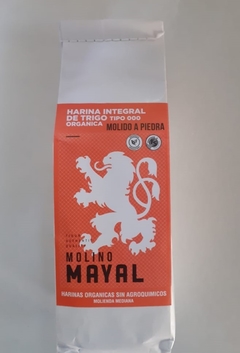 HARINA INTEGRAL
DE TRIGO TIPO 000
ORGANICA MOLIDO A PIEDRA
MOLINO
MAYAL
HARINAS ORGANICAS SIN AGROQUIMICOS
MOLIENDA MEDIANA